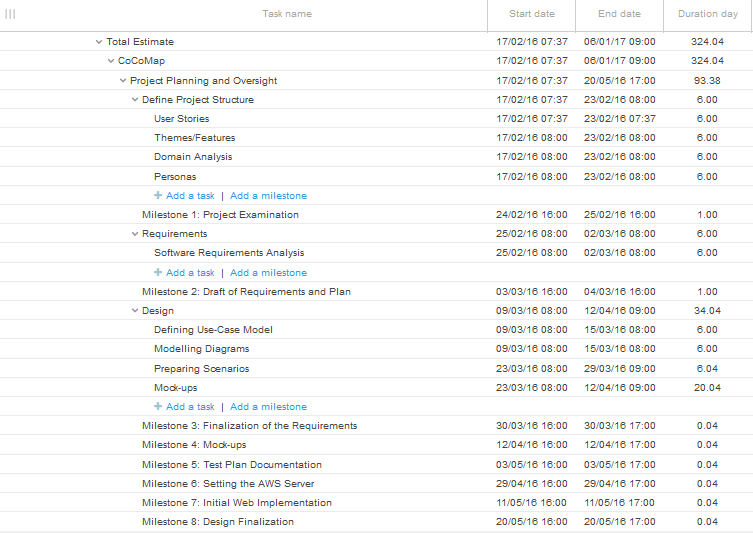 Task name Start date End date Duration day
Total Estimate 17/02/16 07:37 06/01/17 09:00 324.04
CoCoMap 17/02/16 07:37 06/01/17 09:00 324.04
Project Planning and Oversight 17/02/16 07:37 20/05/16 17:00 93.38
Define Project Structure 17/02/16 07:37 23/02/16 08:00 6.00
User Stories 17/02/16 07:37 23/02/16 07:37 6.00
Themes/Features 17/02/16 08:00 23/02/16 08:00 6.00
Domain Analysis 17/02/16 08:00 23/02/16 08:00 6.00
Personas 17/02/16 08:00 23/02/16 08:00 6.00
+ Add a task | Add a milestone
Milestone 1: Project Examination 24/02/16 16:00 25/02/16 16:00 1.00
Requirements 25/02/16 08:00 02/03/16 08:00 6.00
Software Requirements Analysis 25/02/16 08:00 02/03/16 08:00 6.00
+ Add a task | Add a milestone
Milestone 2: Draft of Requirements and Plan 03/03/16 16:00 04/03/16 16:00 1.00
Design 09/03/16 08:00 12/04/16 09:00 34.04
Defining Use-Case Model 09/03/16 08:00 15/03/16 08:00 6.00
Modelling Diagrams 09/03/16 08:00 15/03/16 08:00 6.00
Preparing Scenarios 23/03/16 08:00 29/03/16 09:00 6.04
Mock-ups 23/03/16 08:00 12/04/16 09:00 20.04
+ Add a task | Add a milestone
Milestone 3: Finalization of the Requirements 30/03/16 16:00 30/03/16 17:00 0.04
Milestone 4: Mock-ups 12/04/16 16:00 12/04/16 17:00 0.04
Milestone 5: Test Plan Documentation 03/05/16 16:00 03/05/16 17:00 0.04
Milestone 6: Setting the AWS Server 29/04/16 16:00 29/04/16 17:00 0.04
Milestone 7: Initial Web Implementation 11/05/16 16:00 11/05/16 17:00 0.04
Milestone 8: Design Finalization 20/05/16 16:00 20/05/16 17:00 0.04